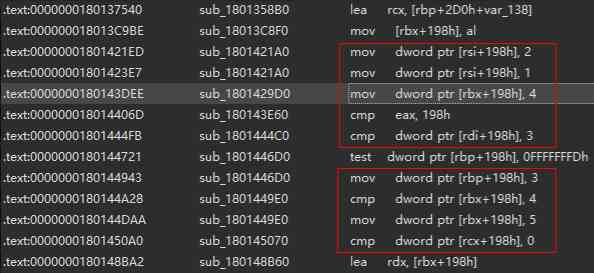 .text:0000000180137540 sub_1801358B0 lea rcx, [rbp+2D0h+var_138]
.text:000000018013C9BE sub_18013C8F0 mov [rbx+198h], al
.text:00000001801421ED sub_1801421A0 mov dword ptr [rsi+198h], 2
.text:00000001801423E7 sub_1801421A0 mov dword ptr [rsi+198h], 1
.text:0000000180143DEE sub_1801429D0 mov dword ptr [rbx+198h], 4
.text:000000018014406D sub_180143E60 cmp eax, 198h
.text:00000001801444FB sub_1801444C0 cmp dword ptr [rdi+198h], 3
.text:0000000180144721 sub_1801446D0 test dword ptr [rbp+198h], 0FFFFFFFDh
.text:0000000180144943 sub_1801446D0 mov dword ptr [rbp+198h], 3
.text:0000000180144A28 sub_1801449E0 cmp dword ptr [rbx+198h], 4
.text:0000000180144DAA sub_1801449E0 mov dword ptr [rbx+198h], 5
.text:00000001801450A0 sub_180145070 cmp dword ptr [rcx+198h], 0
.text:0000000180148BA2 sub_180148B60 lea rdx, [rbx+198h]